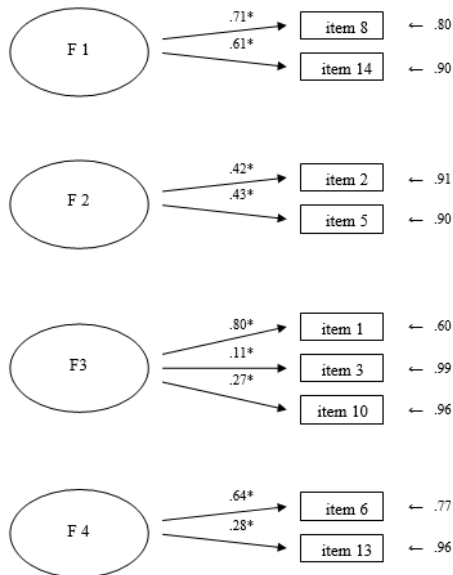 F 1
.71*
item 8
← .80
.61*
item 14
← .90
F 2
.42*
item 2
← .91
.43*
item 5
← .90
F3
.80*
item 1
← .60
.11*
item 3
← .99
.27*
item 10
← .96
F 4
.64*
item 6
← .77
.28*
item 13
← .96